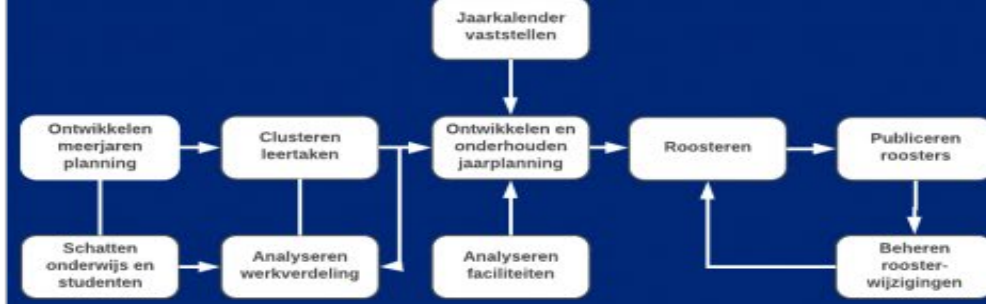 Jaarkalender
vaststellen
Ontwikkelen
meerjaren
planning
Clusteren
leertaken
Ontwikkelen en
onderhouden
jaarplanning
Roosteren
Publiceren
roosters
Schatten
onderwijs en
studenten
Analyseren
werkverdeling
Analyseren
faciliteiten
Beheren
rooster-
wijzigingen